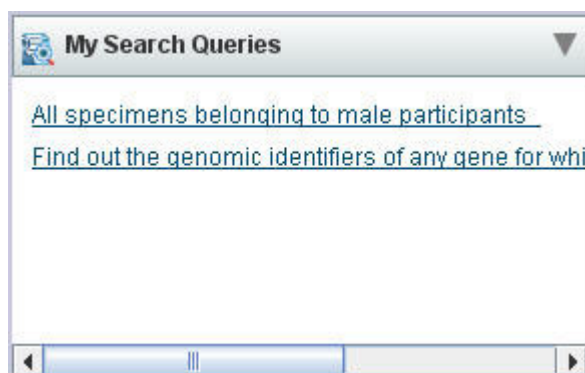 My Search Queries
All specimens belonging to male participants
Find out the genomic identifiers of any gene for whi